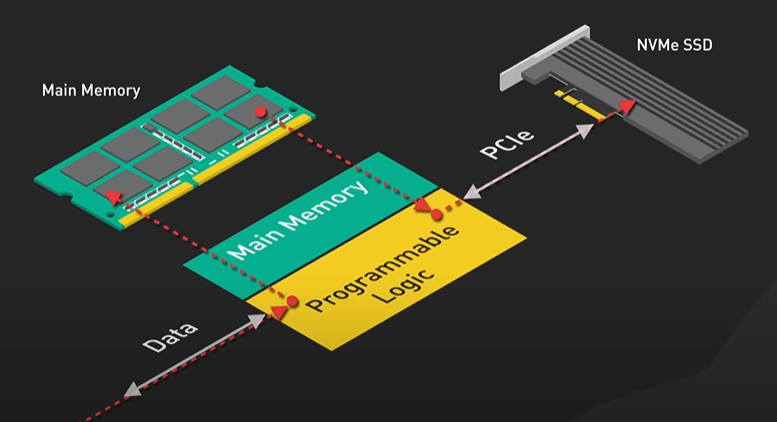 NVMe SSD
Main Memory
PCIe
Main Memory
Programmable
Logic
Data